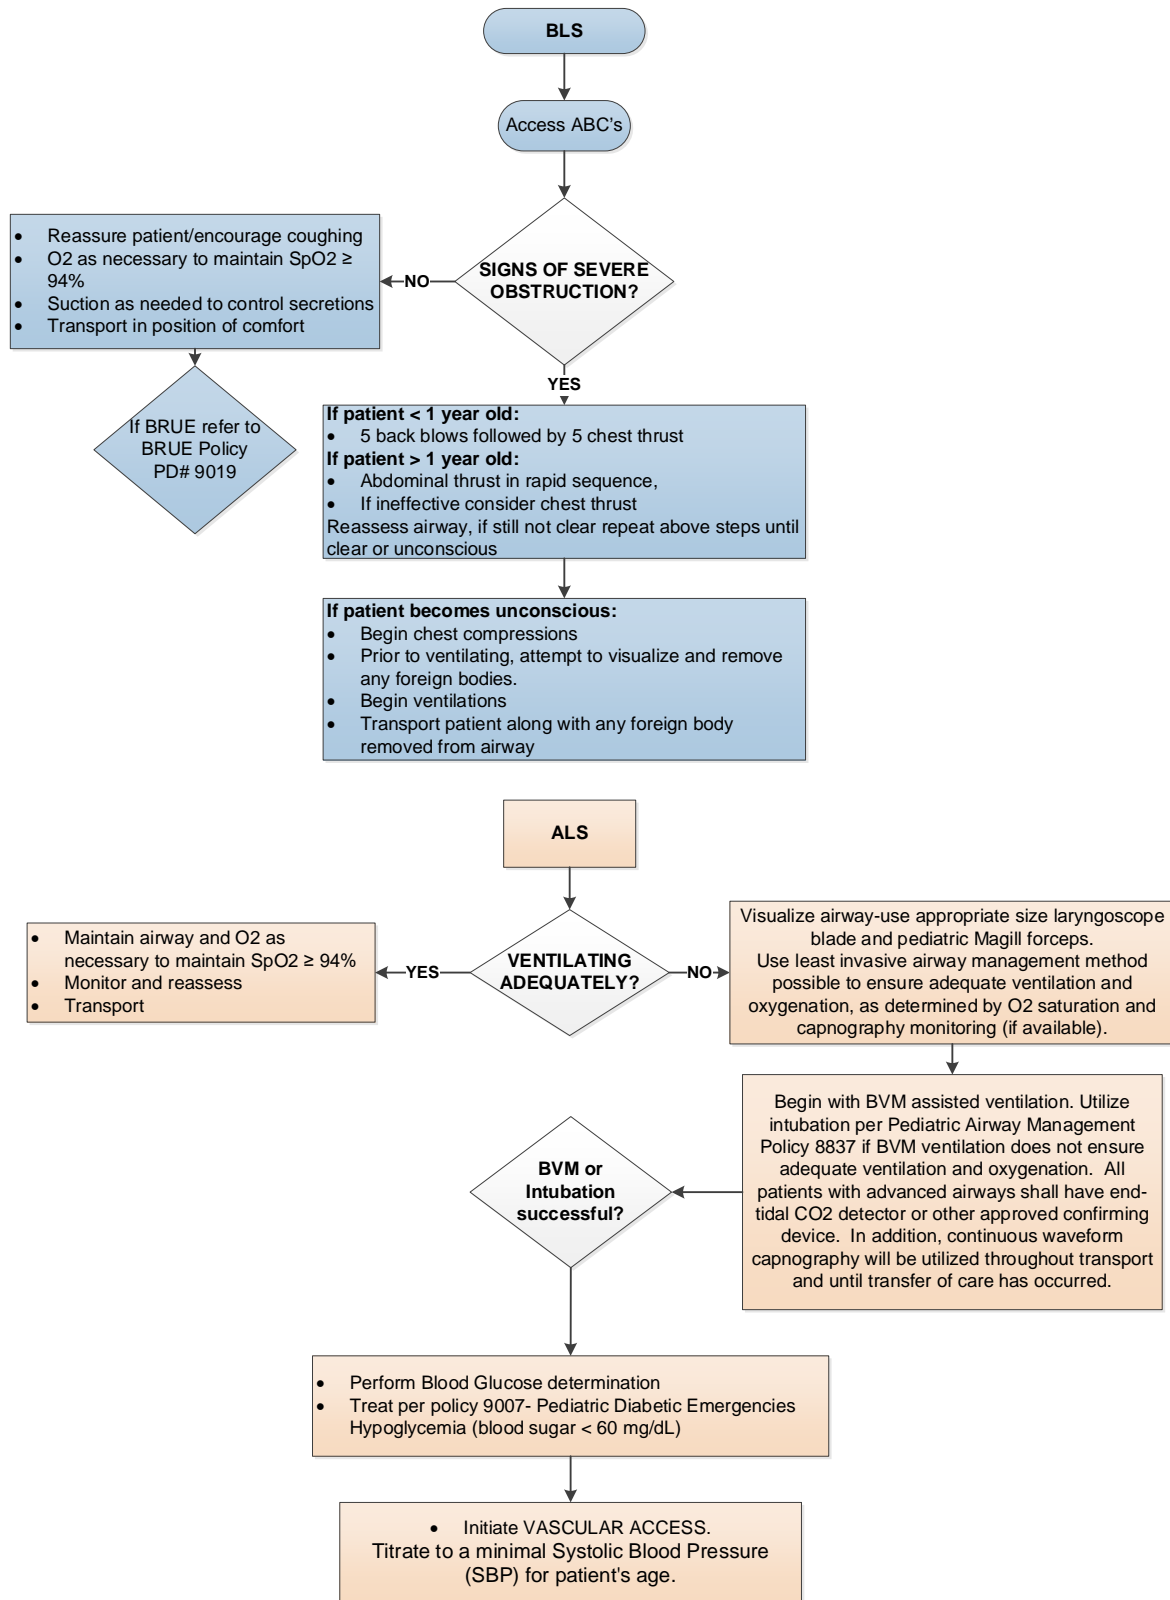 BLS
Access ABC's
SIGNS OF SEVERE
OBSTRUCTION?
NO
• Reassure patient/encourage coughing
• O2 as necessary to maintain SpO2 ≥
94%
• Suction as needed to control secretions
• Transport in position of comfort
If BRUE refer to
BRUE Policy
PD# 9019
YES
If patient < 1 year old:
• 5 back blows followed by 5 chest thrust
If patient > 1 year old:
• Abdominal thrust in rapid sequence,
• If ineffective consider chest thrust
Reassess airway, if still not clear repeat above steps until
clear or unconscious
If patient becomes unconscious:
• Begin chest compressions
• Prior to ventilating, attempt to visualize and remove
any foreign bodies.
• Begin ventilations
• Transport patient along with any foreign body
removed from airway
ALS
VENTILATING
ADEQUATELY?
YES
• Maintain airway and O2 as
necessary to maintain SpO2 ≥ 94%
• Monitor and reassess
• Transport
NO
Visualize airway-use appropriate size laryngoscope
blade and pediatric Magill forceps.
Use least invasive airway management method
possible to ensure adequate ventilation and
oxygenation, as determined by O2 saturation and
capnography monitoring (if available).
Begin with BVM assisted ventilation. Utilize
intubation per Pediatric Airway Management
Policy 8837 if BVM ventilation does not ensure
adequate ventilation and oxygenation. All
patients with advanced airways shall have end-
tidal CO2 detector or other approved confirming
device. In addition, continuous waveform
capnography will be utilized throughout transport
and until transfer of care has occurred.
BVM or
Intubation
successful?
• Perform Blood Glucose determination
• Treat per policy 9007- Pediatric Diabetic Emergencies
Hypoglycemia (blood sugar < 60 mg/dL)
• Initiate VASCULAR ACCESS.
Titrate to a minimal Systolic Blood Pressure
(SBP) for patient's age.